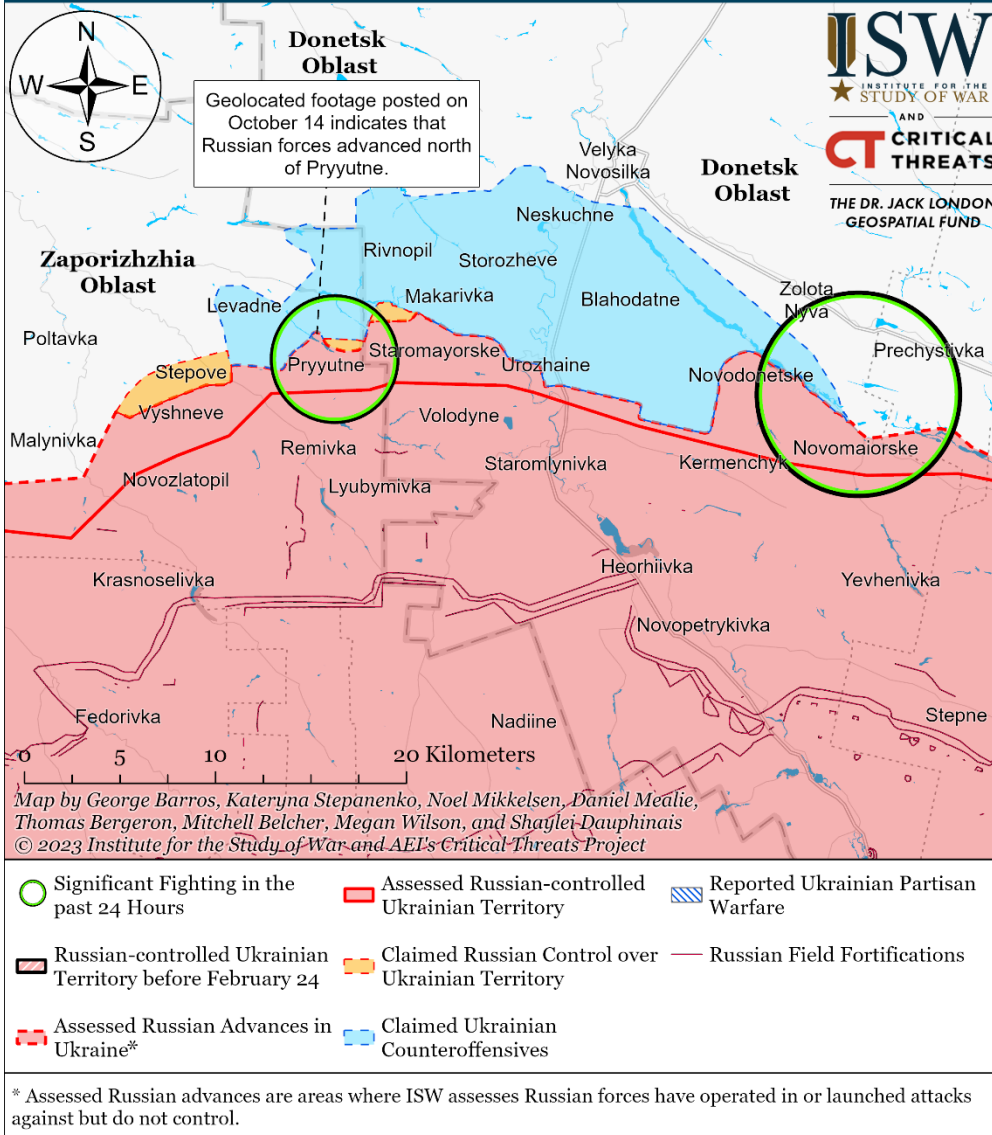 N
W
E
S
Donetsk
Oblast
Geolocated footage posted on
October 14 indicates that
Russian forces advanced north
of Pryyutne.
ISW
INSTITUTE FOR THE
STUDY OF WAR
AND
CT CRITICAL
THREATS
THE DR. JACK LONDON
GEOSPATIAL FUND
Velyka
Novosilka
Donetsk
Oblast
Neskuchne
Rivnopil
Storozheve
Zaporizhzhia
Oblast
Levadne
Makarivka
Blahodatne
Zolota
Nyva
Poltavka
Prechystivka
Staromayorske
Stepove
Pryyutne
Urozhaine
Novodonetske
Vyshneve
Volodyne
Malynivka
Remivka
Novomaiorske
Staromlynivka
Kermenchyk
Novozlatopil
Lyubymivka
Heorhiivka
Krasnoselivka
Yevhenivka
Novopetrykivka
Fedorivka
Nadiine
Stepne
0 5 10 20 Kilometers
Map by George Barros, Kateryna Stepanenko, Noel Mikkelsen, Daniel Mealie,
Thomas Bergeron, Mitchell Belcher, Megan Wilson, and Shaylei Dauphinais
© 2023 Institute for the Study of War and AEI's Critical Threats Project
Significant Fighting in the
past 24 Hours
Russian-controlled Ukrainian
Territory before February 24
Assessed Russian Advances in
Ukraine*
Assessed Russian-controlled
Ukrainian Territory
Claimed Russian Control over
Ukrainian Territory
Claimed Ukrainian
Counteroffensives
Reported Ukrainian Partisan
Warfare
Russian Field Fortifications
* Assessed Russian advances are areas where ISW assesses Russian forces have operated in or launched attacks
against but do not control.